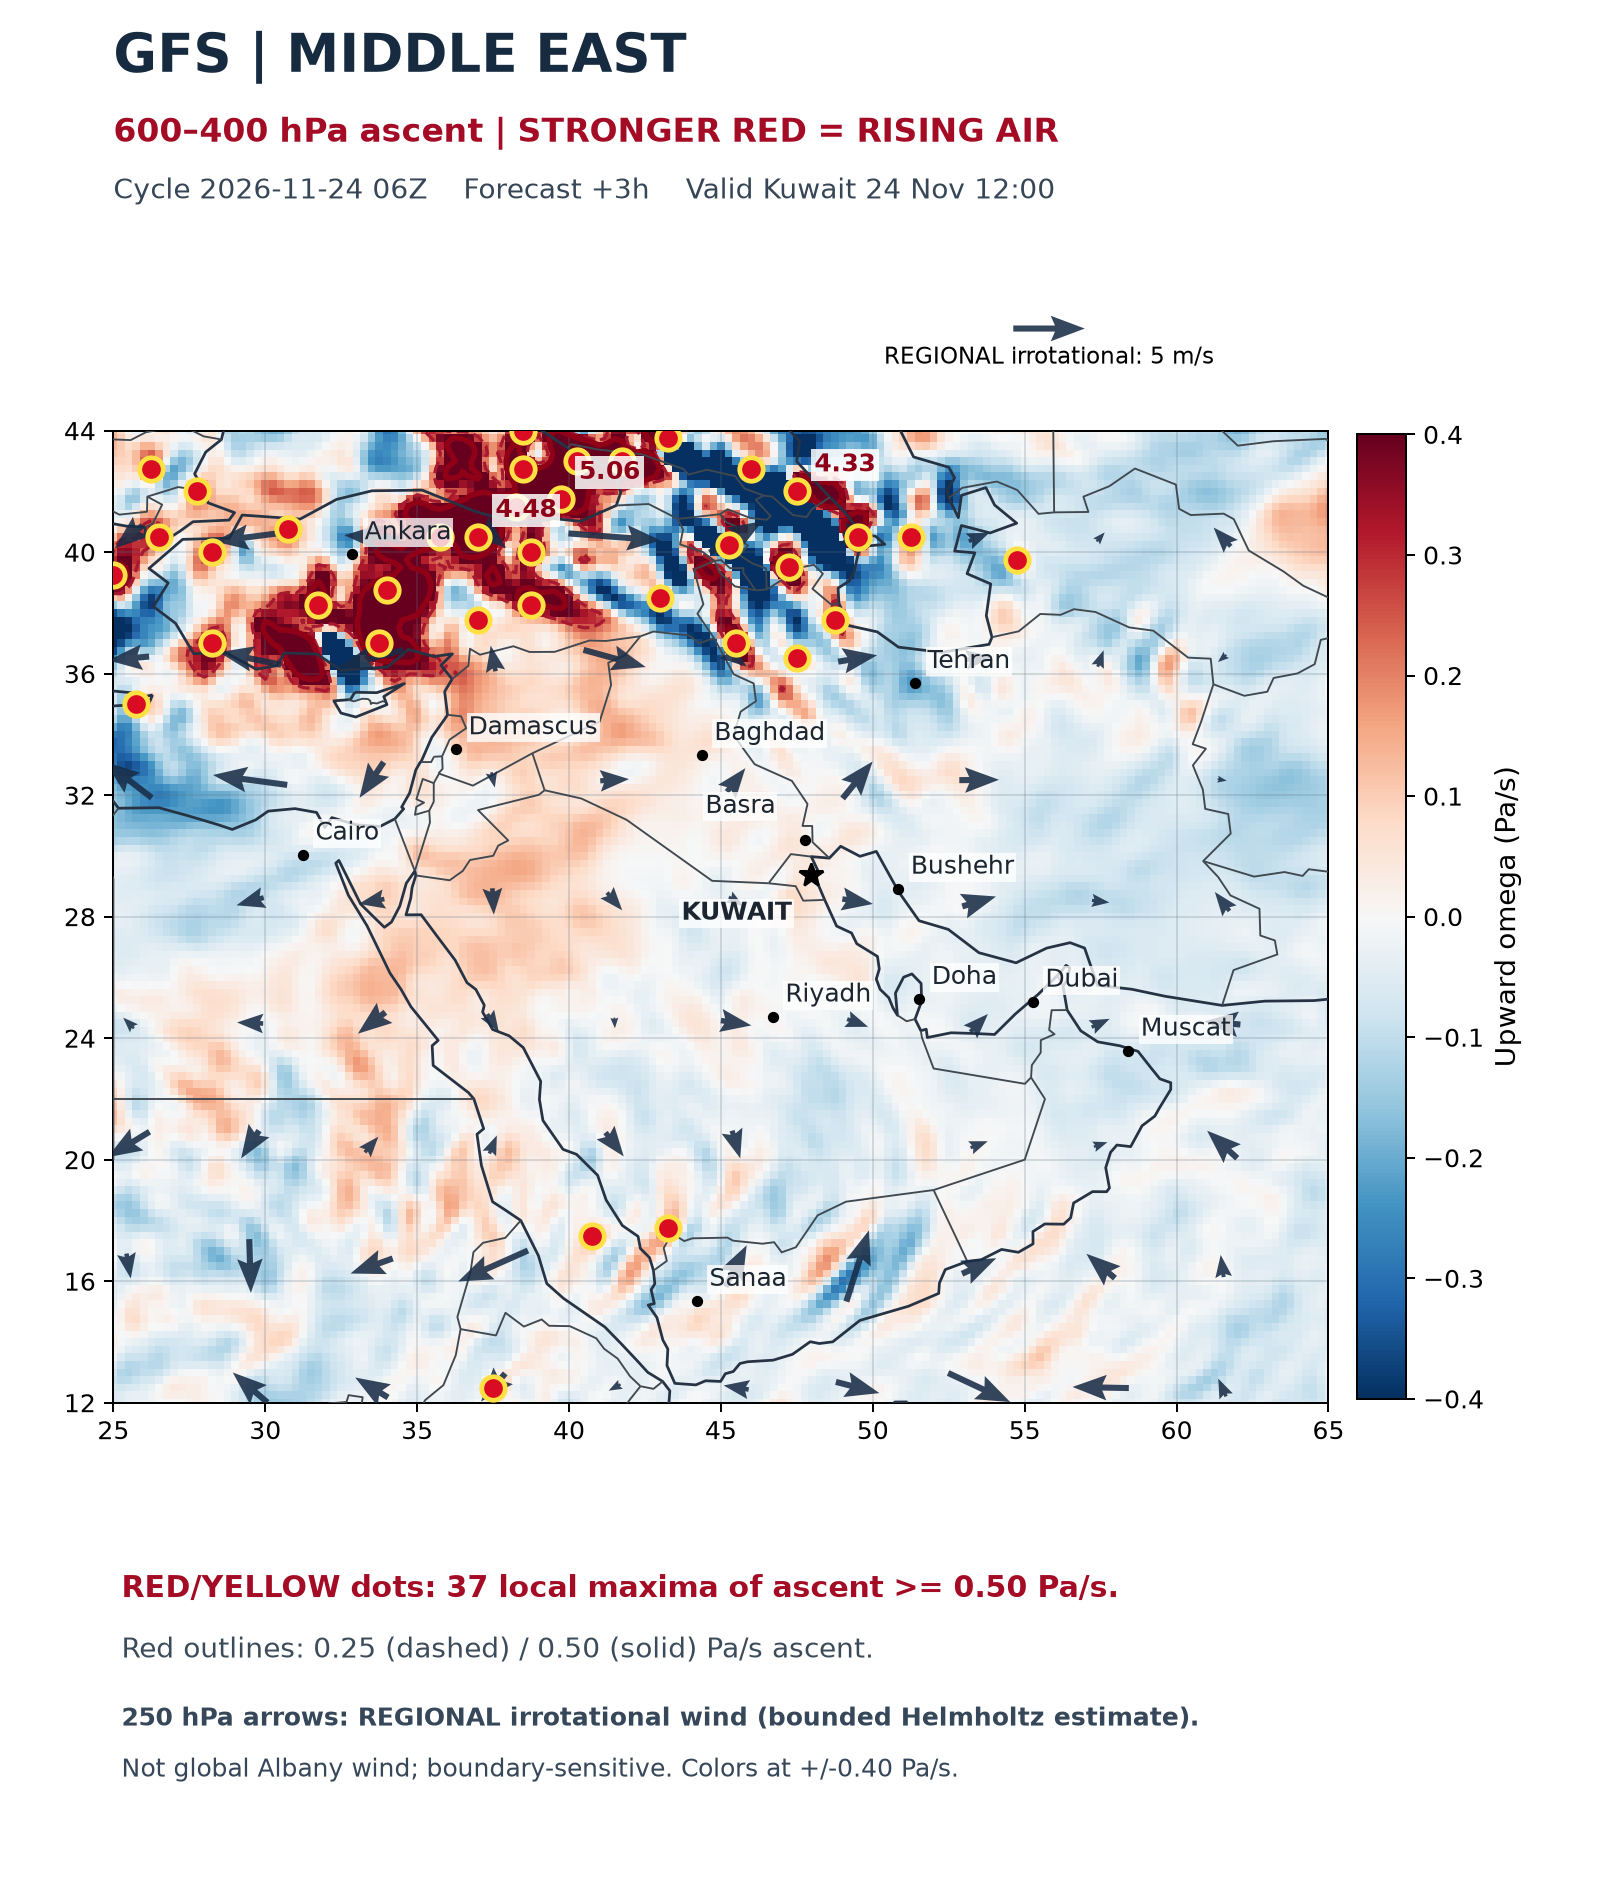 GFS | MIDDLE EAST
600–400 hPa ascent | STRONGER RED = RISING AIR
Cycle 2026-11-24 06Z    Forecast +3h    Valid Kuwait 24 Nov 12:00
REGIONAL irrotational: 5 m/s
44
40
36
32
28
24
20
16
12
25
30
35
40
45
50
55
60
65
5.06
4.33
4.48
Ankara
Tehran
Damascus
Baghdad
Basra
Cairo
Bushehr
KUWAIT
Doha
Dubai
Riyadh
Muscat
Sanaa
0.4
0.3
0.2
0.1
0.0
−0.1
−0.2
−0.3
−0.4
Upward omega (Pa/s)
RED/YELLOW dots: 37 local maxima of ascent >= 0.50 Pa/s.
Red outlines: 0.25 (dashed) / 0.50 (solid) Pa/s ascent.
250 hPa arrows: REGIONAL irrotational wind (bounded Helmholtz estimate).
Not global Albany wind; boundary-sensitive. Colors at +/-0.40 Pa/s.